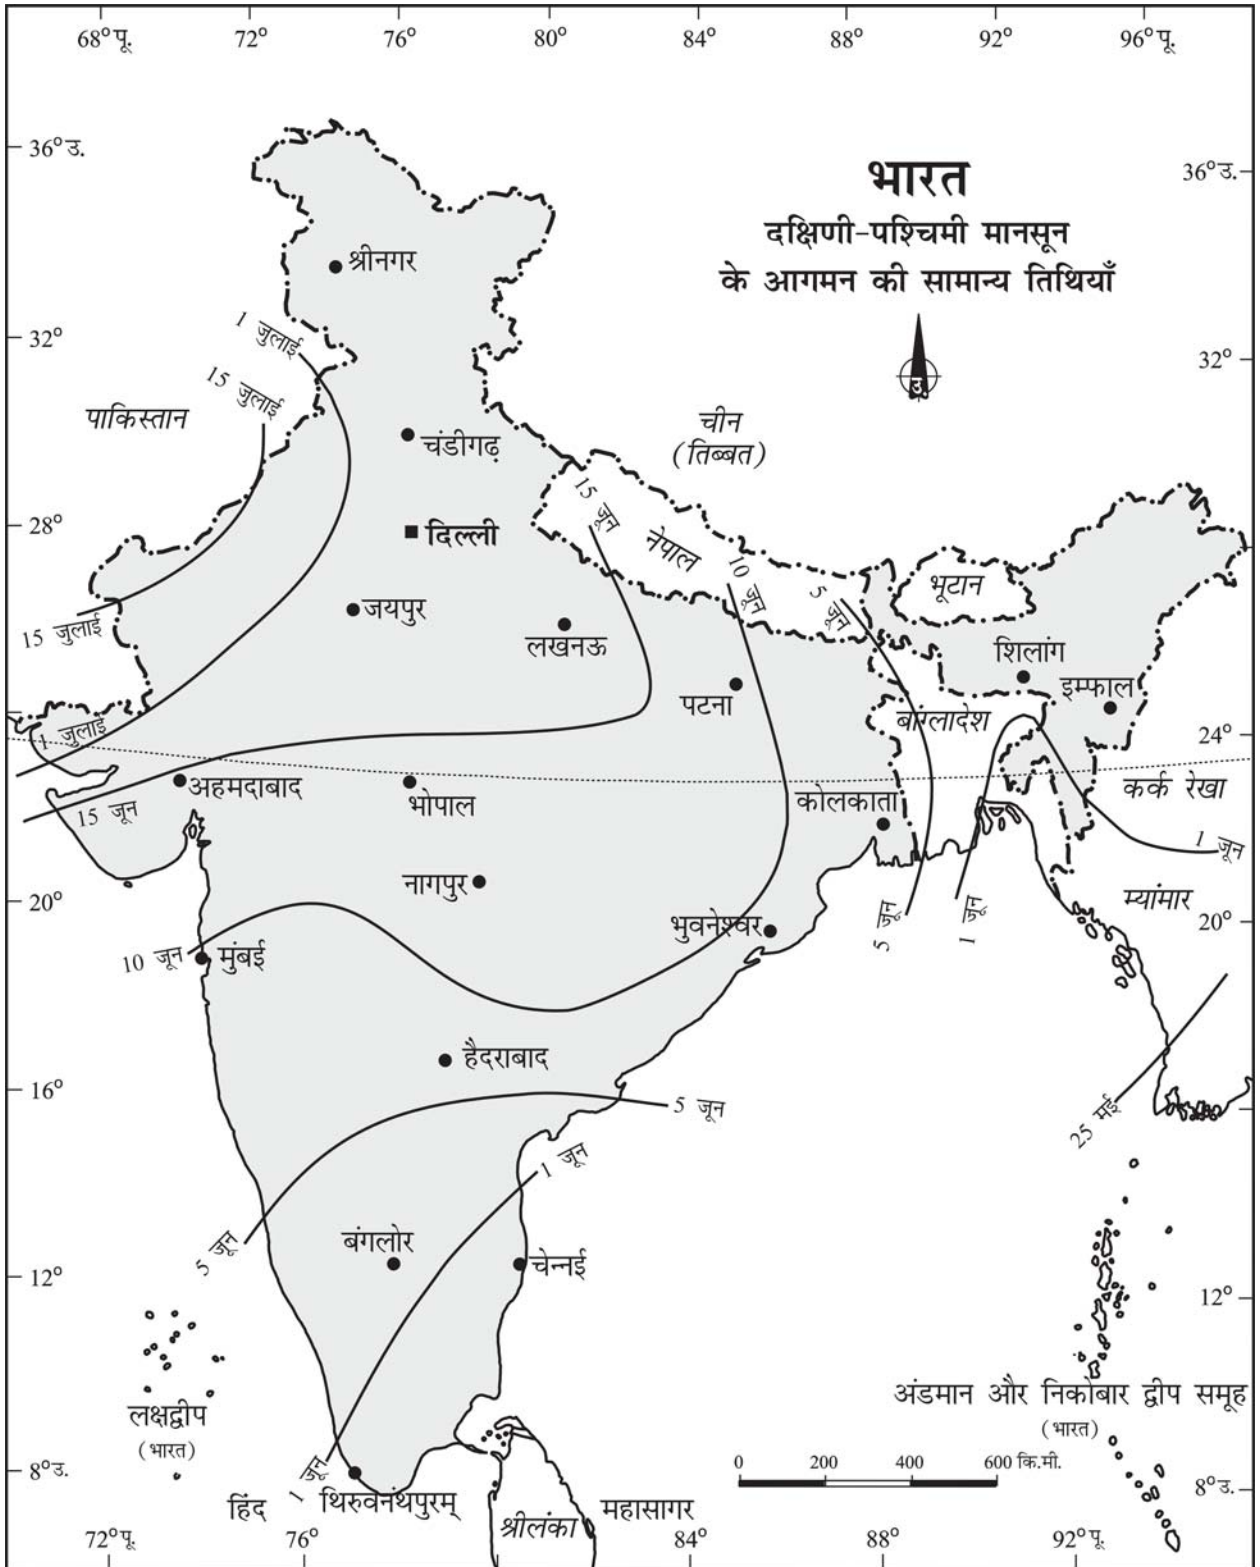 68° पू.
72°
76°
80°
84°
88°
92°
96° पू.
36° उ.
36° उ.
भारत
दक्षिणी-पश्चिमी मानसून
के आगमन की सामान्य तिथियाँ
उ.
श्रीनगर
1 जुलाई
32°
32°
15 जुलाई
पाकिस्तान
चंडीगढ़
चीन
(तिब्बत)
15 जून
28°
दिल्ली
नेपाल
10 जून
5 जून
भूटान
15 जुलाई
जयपुर
लखनऊ
शिलांग
इम्फाल
पटना
बांग्लादेश
1 जुलाई
24°
अहमदाबाद
भोपाल
कोलकाता
कर्क रेखा
15 जून
1 जून
नागपुर
20°
म्यांमार
20°
भुवनेश्वर
5 जून
1 जून
10 जून
मुंबई
हैदराबाद
16°
5 जून
25 मई
1 जून
5 जून
बंगलोर
चेन्नई
12°
12°
लक्षद्वीप
(भारत)
अंडमान और निकोबार द्वीप समूह
(भारत)
0 200 400 600 कि.मी.
8° उ.
8° उ.
1 जून
थिरुवनंथपुरम्
हिंद
महासागर
श्रीलंका
72° पू.
76°
84°
88°
92° पू.